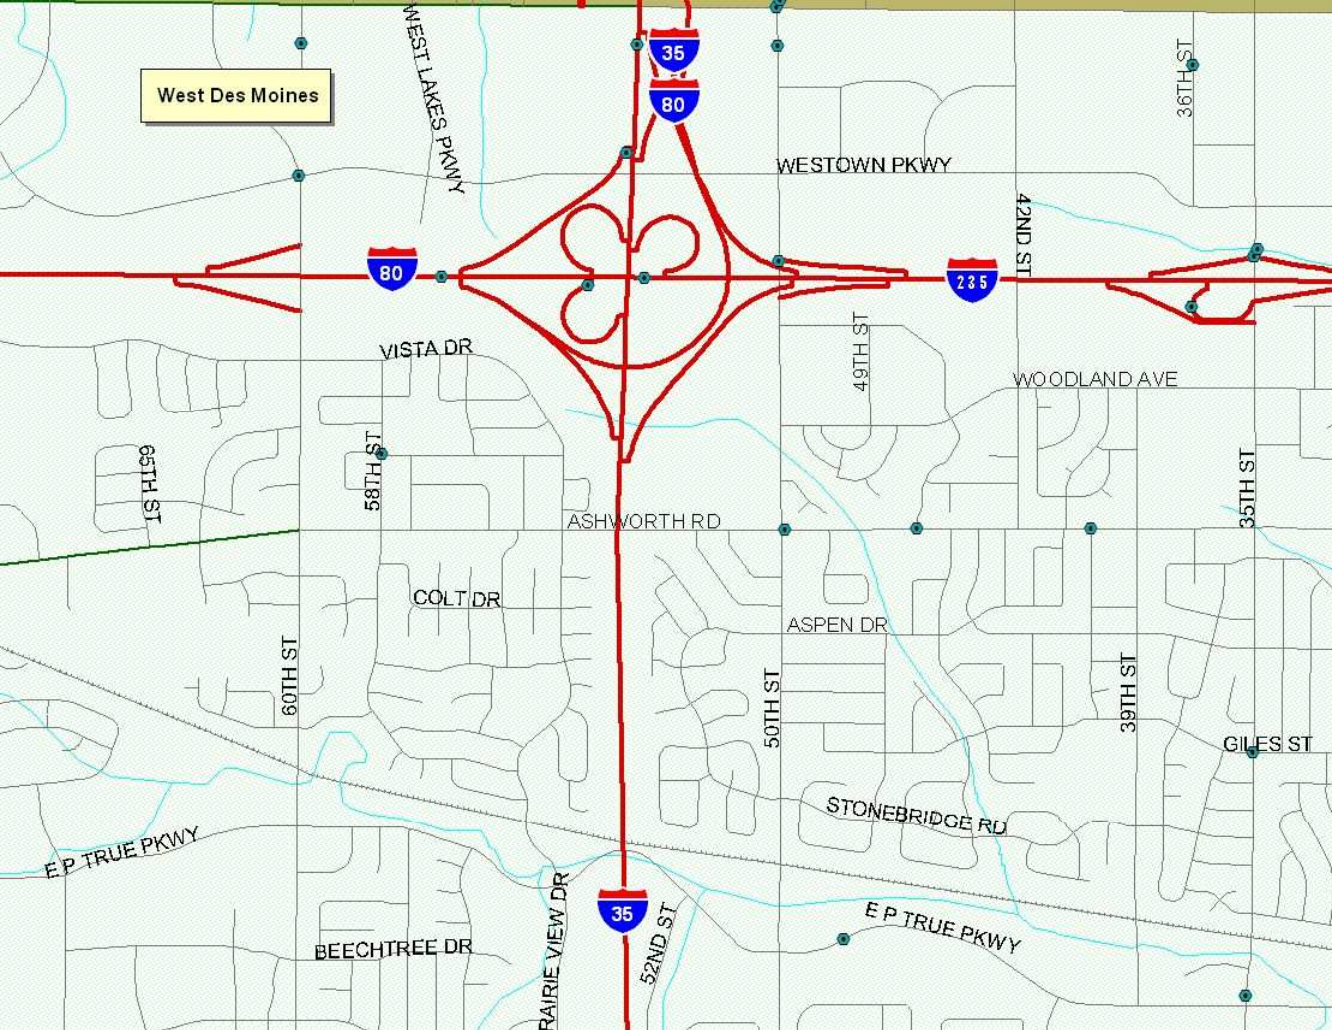 35
36TH ST
West Des Moines
WEST LAKES PKWY
80
WESTOWN PKWY
42ND ST
80
235
VISTA DR
49TH ST
WOODLAND AVE
65TH ST
58TH ST
35TH ST
ASHWORTH RD
COLT DR
ASPEN DR
60TH ST
50TH ST
39TH ST
GILES ST
STONEBRIDGE RD
E P TRUE PKWY
35
E P TRUE PKWY
BEECHTREE DR
RAIRIE VIEW DR
52ND ST